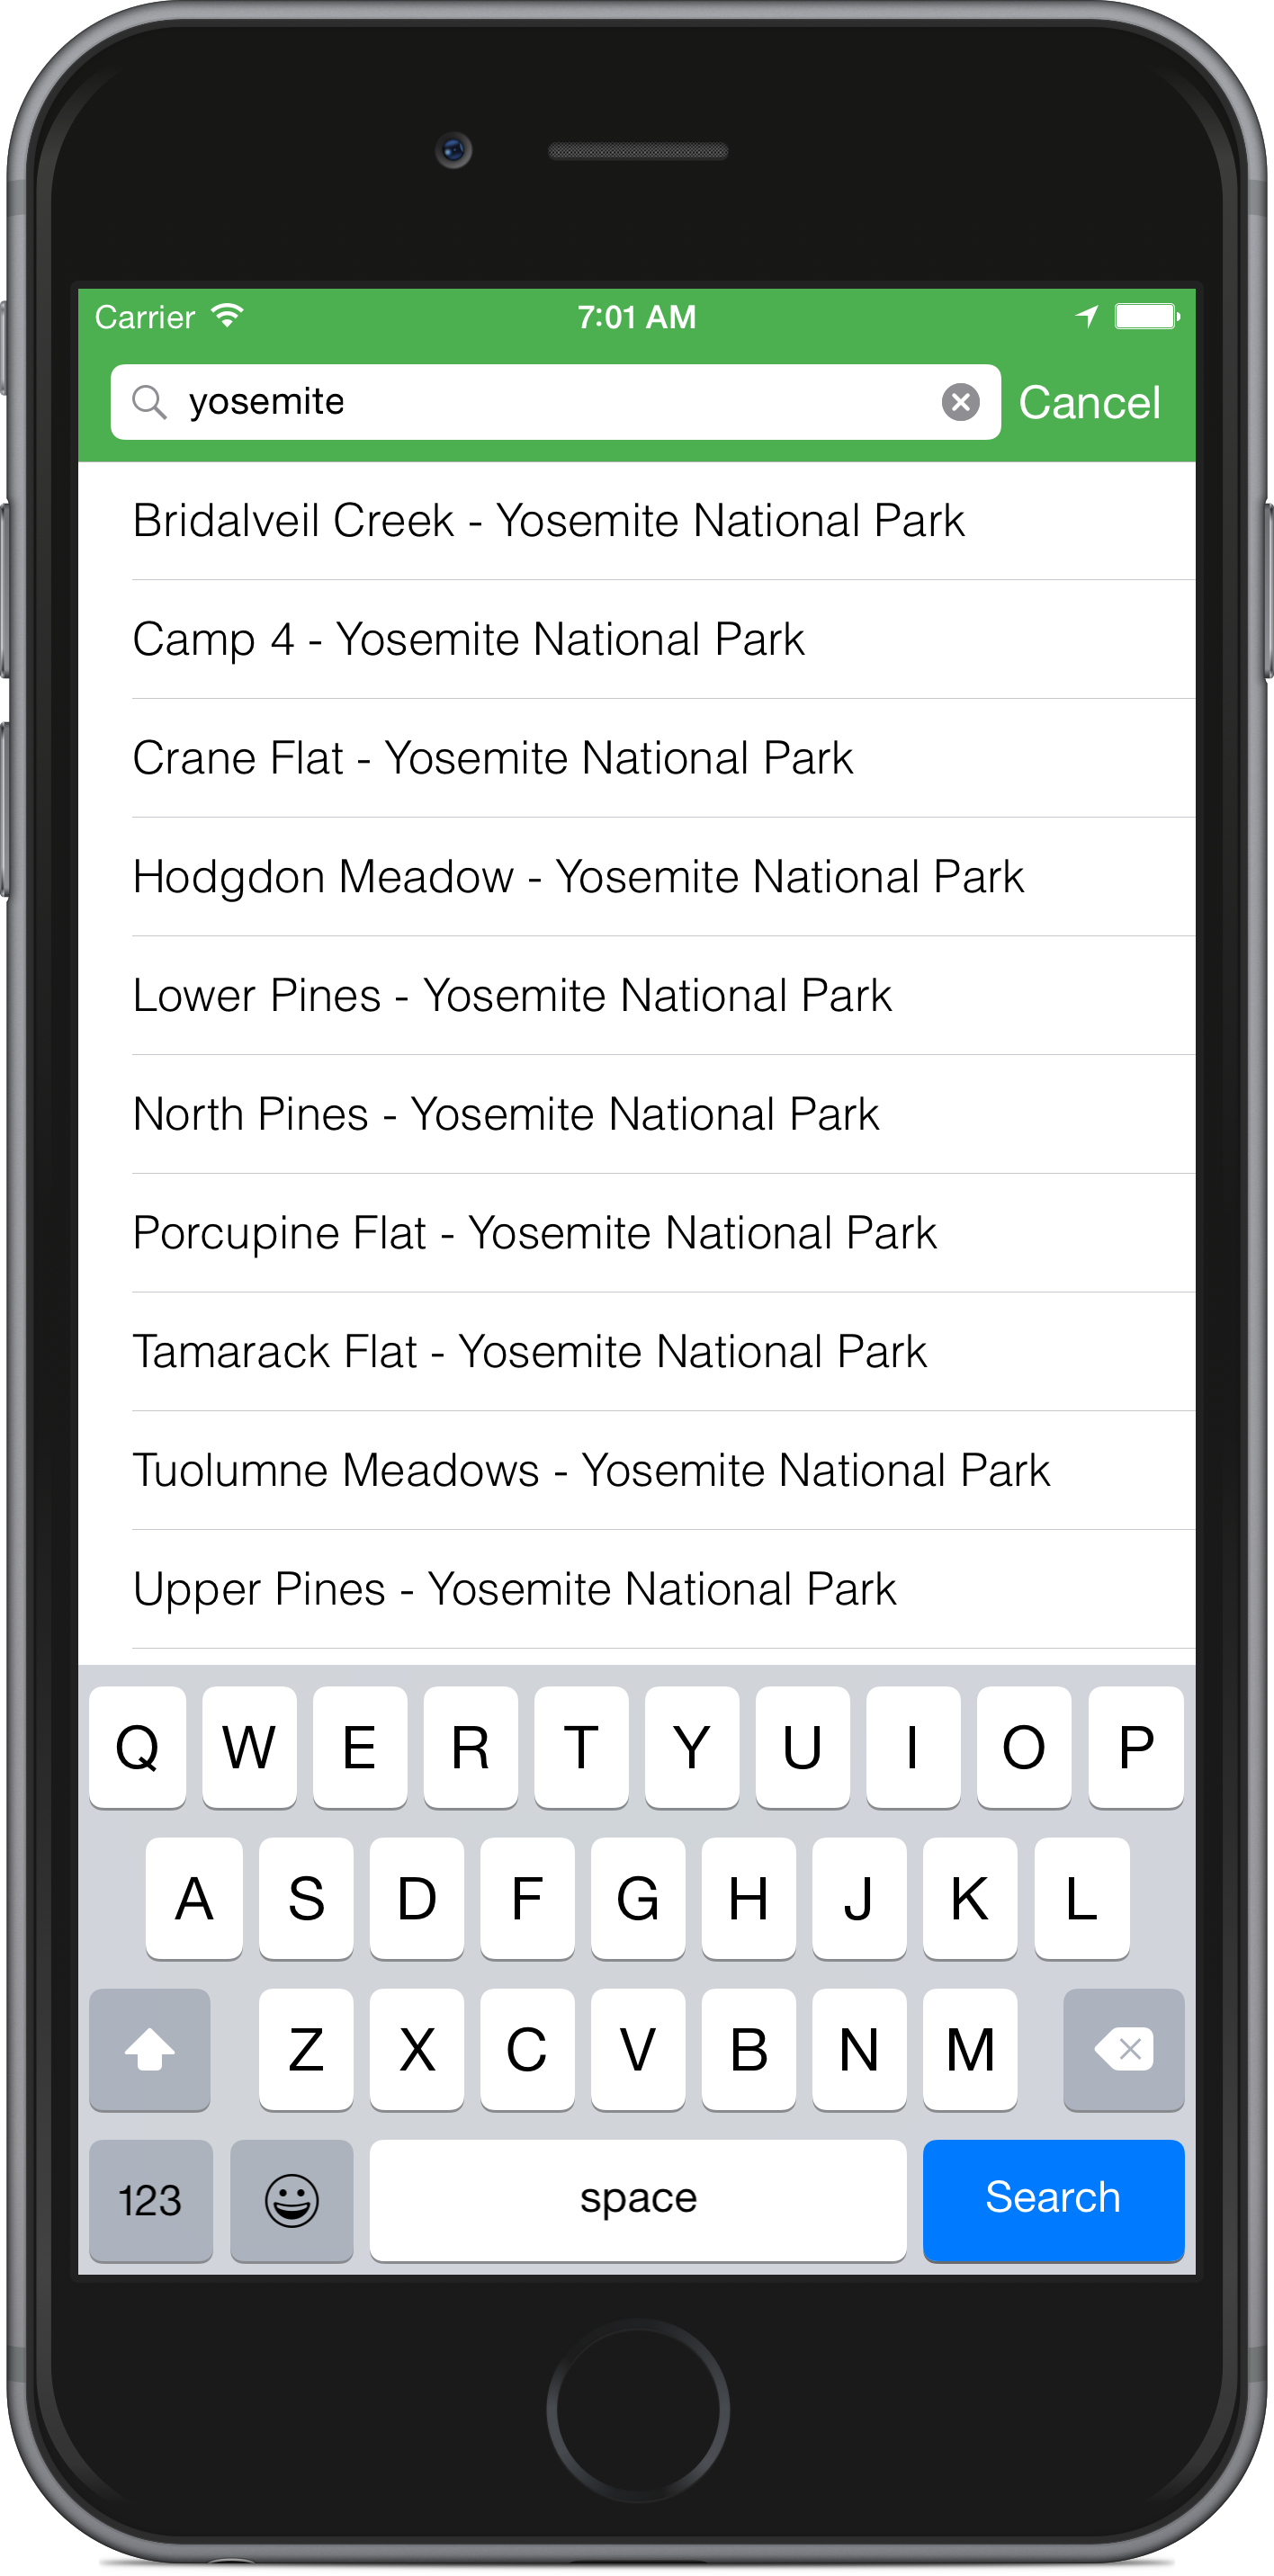 Carrier 7:01 AM
yosemite Cancel
Bridalveil Creek - Yosemite National Park
Camp 4 - Yosemite National Park
Crane Flat - Yosemite National Park
Hodgdon Meadow - Yosemite National Park
Lower Pines - Yosemite National Park
North Pines - Yosemite National Park
Porcupine Flat - Yosemite National Park
Tamarack Flat - Yosemite National Park
Tuolumne Meadows - Yosemite National Park
Upper Pines - Yosemite National Park
Q W E R T Y U I O P
A S D F G H J K L
Z X C V B N M
123 space Search